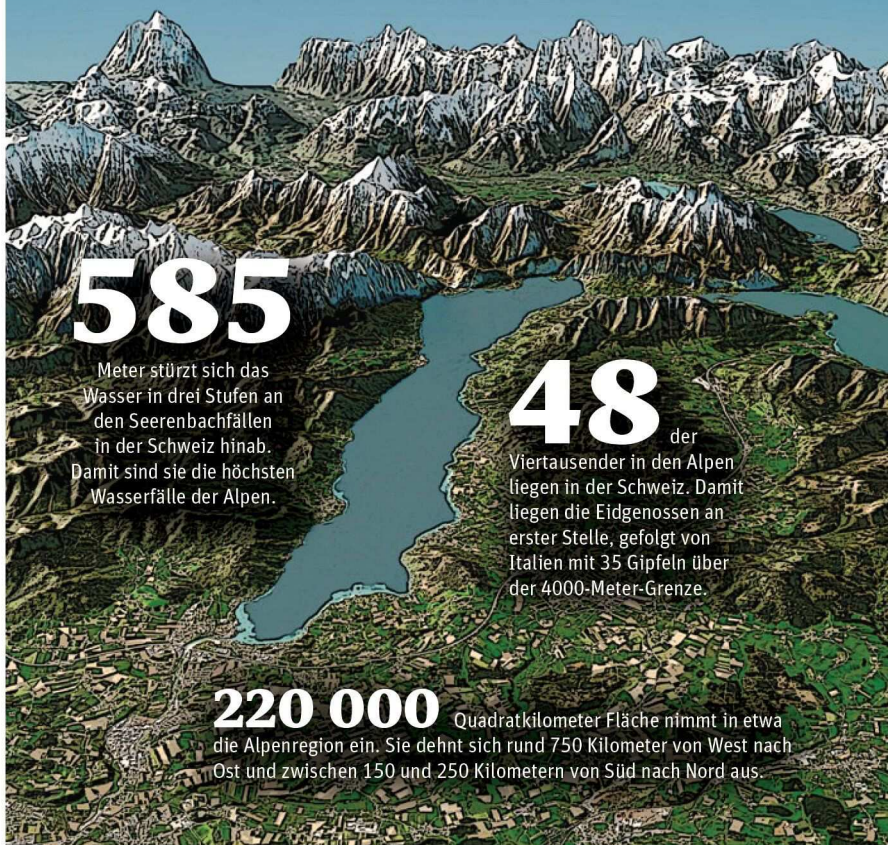 585
Meter stürzt sich das
Wasser in drei Stufen an
den Seerenbachfällen
in der Schweiz hinab.
Damit sind sie die höchsten
Wasserfälle der Alpen.
48 der
Viertausender in den Alpen
liegen in der Schweiz. Damit
liegen die Eidgenossen an
erster Stelle, gefolgt von
Italien mit 35 Gipfeln über
der 4000-Meter-Grenze.
220 000 Quadratkilometer Fläche nimmt in etwa
die Alpenregion ein. Sie dehnt sich rund 750 Kilometer von West nach
Ost und zwischen 150 und 250 Kilometern von Süd nach Nord aus.